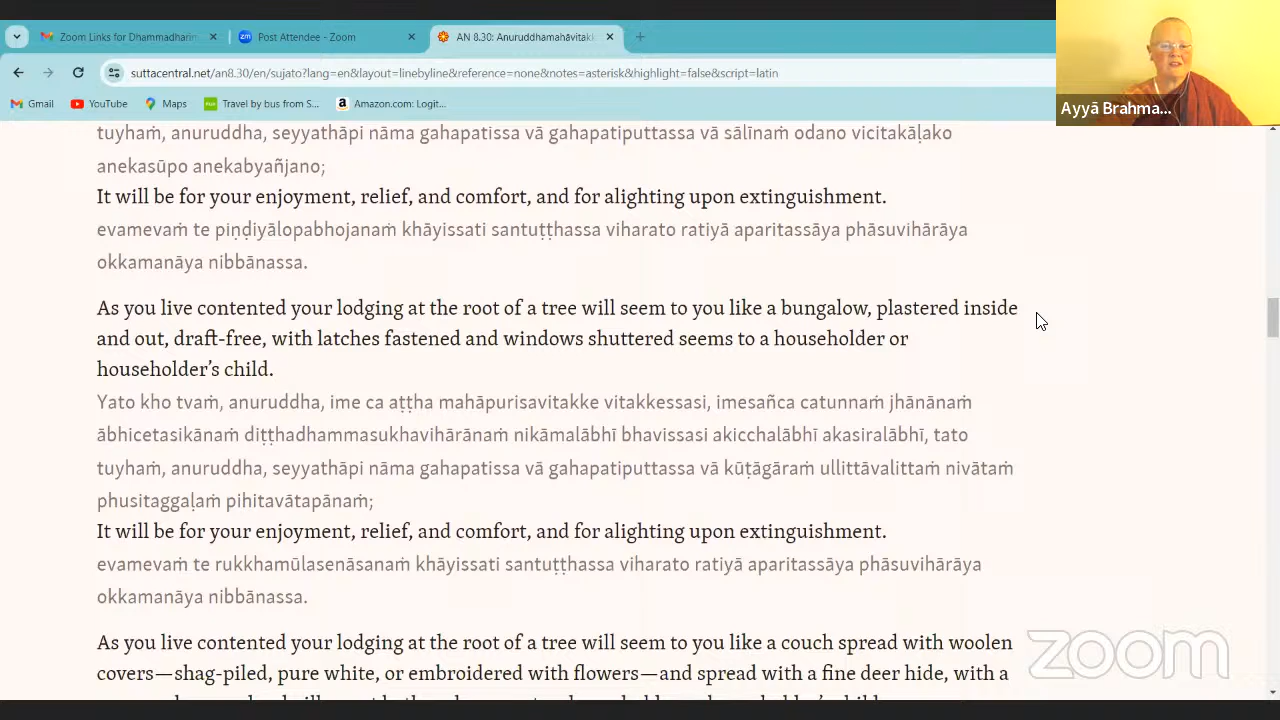 Zoom Links for Dhammadharin
Post Attendee - Zoom
AN 8.30: Anuruddhamahāvitakk
suttacentral.net/an8.30/en/sujato?lang=en&layout=linebyline&reference=none&notes=asterisk&highlight=false&script=latin
Gmail
YouTube
Maps
Travel by bus from S...
Amazon.com: Logit...
Ayyā Brahma...
tuyhaṁ, anuruddha, seyyathāpi nāma gahapatissa vā gahapatiputtassa vā sālīnaṁ odano vicitakāḷako
anekasūpo anekabyañjano;
It will be for your enjoyment, relief, and comfort, and for alighting upon extinguishment.
evamevaṁ te piṇḍiyālopabhojanaṁ khāyissati santuṭṭhassa viharato ratiyā aparitassāya phāsuvihārāya
okkamanāya nibbānassa.
As you live contented your lodging at the root of a tree will seem to you like a bungalow, plastered inside
and out, draft-free, with latches fastened and windows shuttered seems to a householder or
householder’s child.
Yato kho tvaṁ, anuruddha, ime ca aṭṭha mahāpurisavitakke vitakkessasi, imesañca catunnaṁ jhānānaṁ
ābhicetasikānaṁ diṭṭhadhammasukhavihārānaṁ nikāmalābhī bhavissasi akicchalābhī akasiralābhī, tato
tuyhaṁ, anuruddha, seyyathāpi nāma gahapatissa vā gahapatiputtassa vā kūṭāgāraṁ ullittāvalittaṁ nivātaṁ
phusitaggaḷaṁ pihitavātapānaṁ;
It will be for your enjoyment, relief, and comfort, and for alighting upon extinguishment.
evamevaṁ te rukkhamūlasenāsanaṁ khāyissati santuṭṭhassa viharato ratiyā aparitassāya phāsuvihārāya
okkamanāya nibbānassa.
As you live contented your lodging at the root of a tree will seem to you like a couch spread with woolen
covers—shag-piled, pure white, or embroidered with flowers—and spread with a fine deer hide, with a
zoom